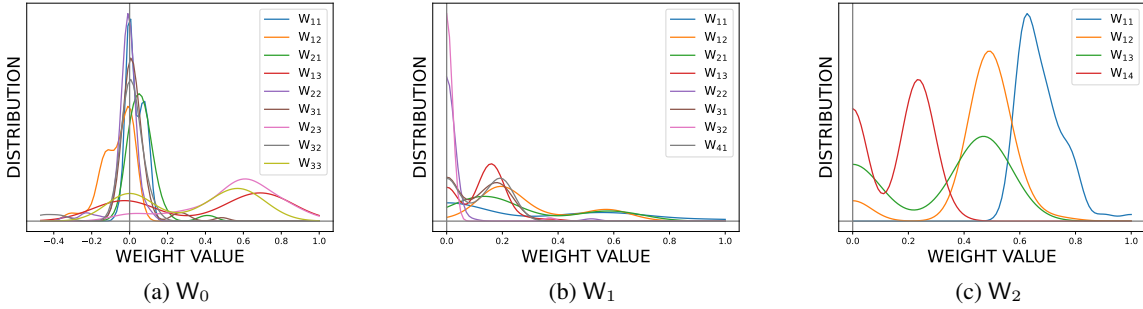 DISTRIBUTION
W₁₁
W₁₂
W₂₁
W₁₃
W₂₂
W₃₁
W₂₃
W₃₂
W₃₃
−0.4 −0.2 0.0 0.2 0.4 0.6 0.8 1.0
WEIGHT VALUE
(a) W₀
DISTRIBUTION
W₁₁
W₁₂
W₂₁
W₁₃
W₂₂
W₃₁
W₃₂
W₄₁
0.0 0.2 0.4 0.6 0.8 1.0
WEIGHT VALUE
(b) W₁
DISTRIBUTION
W₁₁
W₁₂
W₁₃
W₁₄
0.0 0.2 0.4 0.6 0.8 1.0
WEIGHT VALUE
(c) W₂